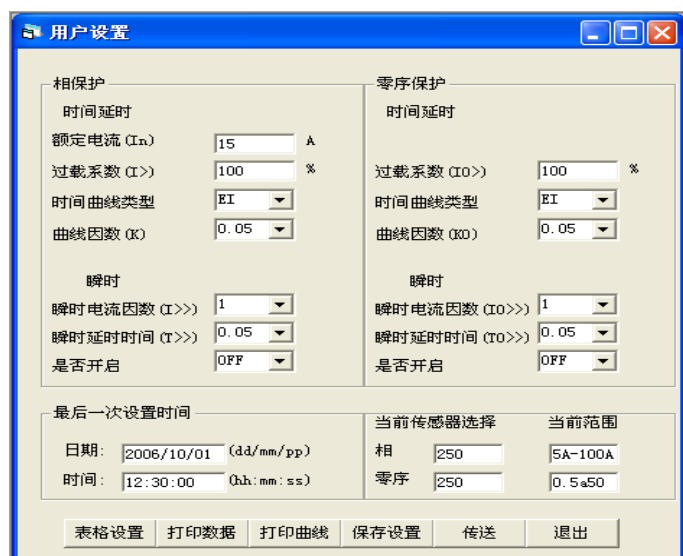 用户设置
相保护
时间延时
额定电流(In) 15 A
过载系数(I>) 100 %
时间曲线类型 EI
曲线因数(K) 0.05
瞬时
瞬时电流因数(I>>) 1
瞬时延时时间(T>>) 0.05
是否开启 OFF
零序保护
时间延时
过载系数(IO>) 100 %
时间曲线类型 EI
曲线因数(KO) 0.05
瞬时
瞬时电流因数(IO>>) 1
瞬时延时时间(TO>>) 0.05
是否开启 OFF
最后一次设置时间
日期: 2006/10/01 (dd/mm/pp)
时间: 12:30:00 (hh:mm:ss)
当前传感器选择 当前范围
相 250 5A-100A
零序 250 0.5a50
表格设置 打印数据 打印曲线 保存设置 传送 退出